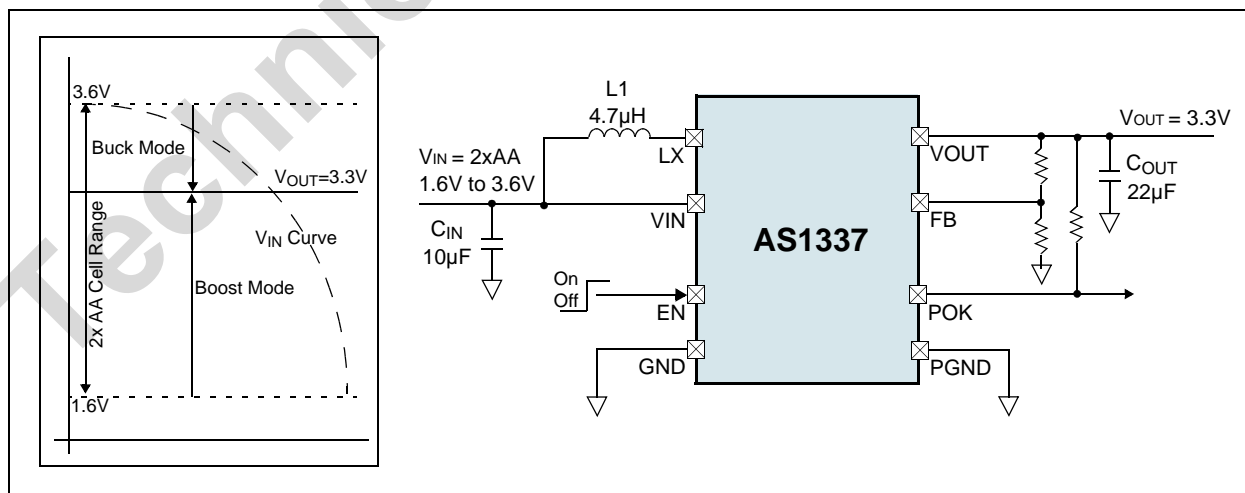 Technic
3.6V
Buck Mode
VOUT=3.3V
2x AA Cell Range
VIN Curve
Boost Mode
1.6V
L1
4.7µH
VIN = 2xAA
1.6V to 3.6V
CIN
10µF
On
Off
LX
VIN
EN
GND
AS1337
VOUT
FB
POK
PGND
VOUT = 3.3V
COUT
22µF